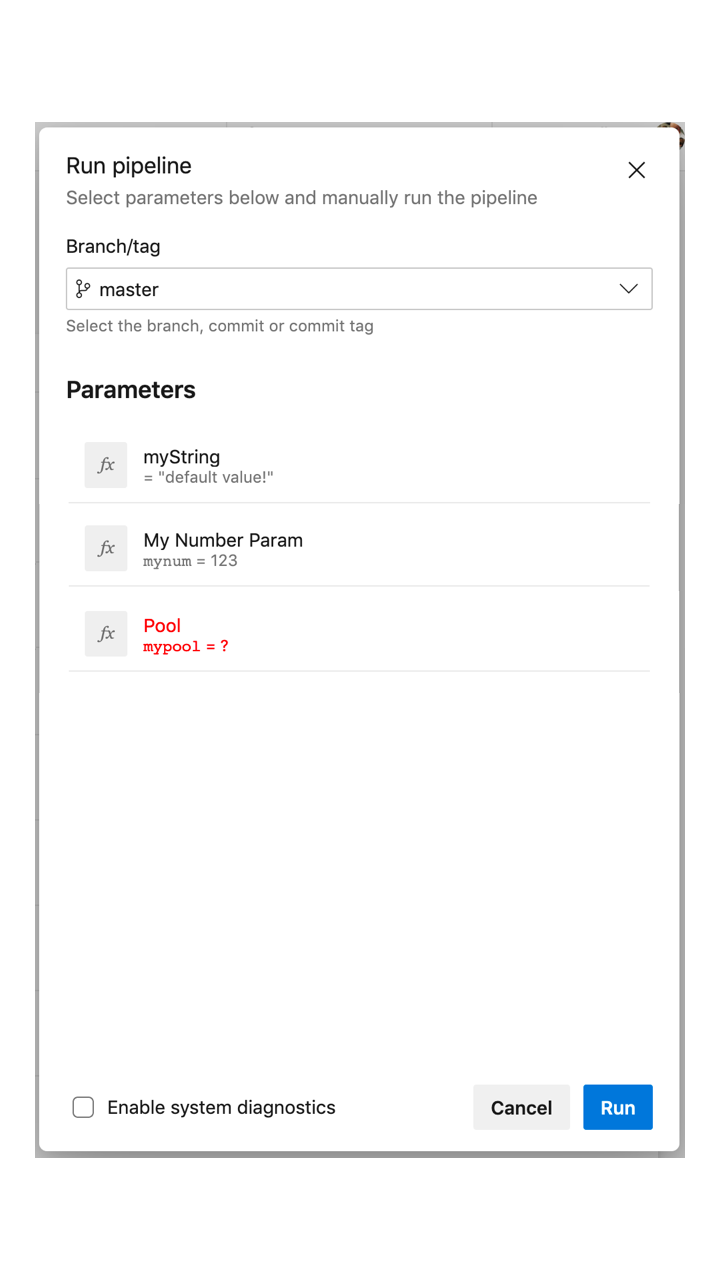 Run pipeline
Select parameters below and manually run the pipeline
Branch/tag
master
Select the branch, commit or commit tag
Parameters
fx
myString
= "default value!"
fx
My Number Param
mynum = 123
fx
Pool
mypool = ?
Enable system diagnostics
Cancel
Run